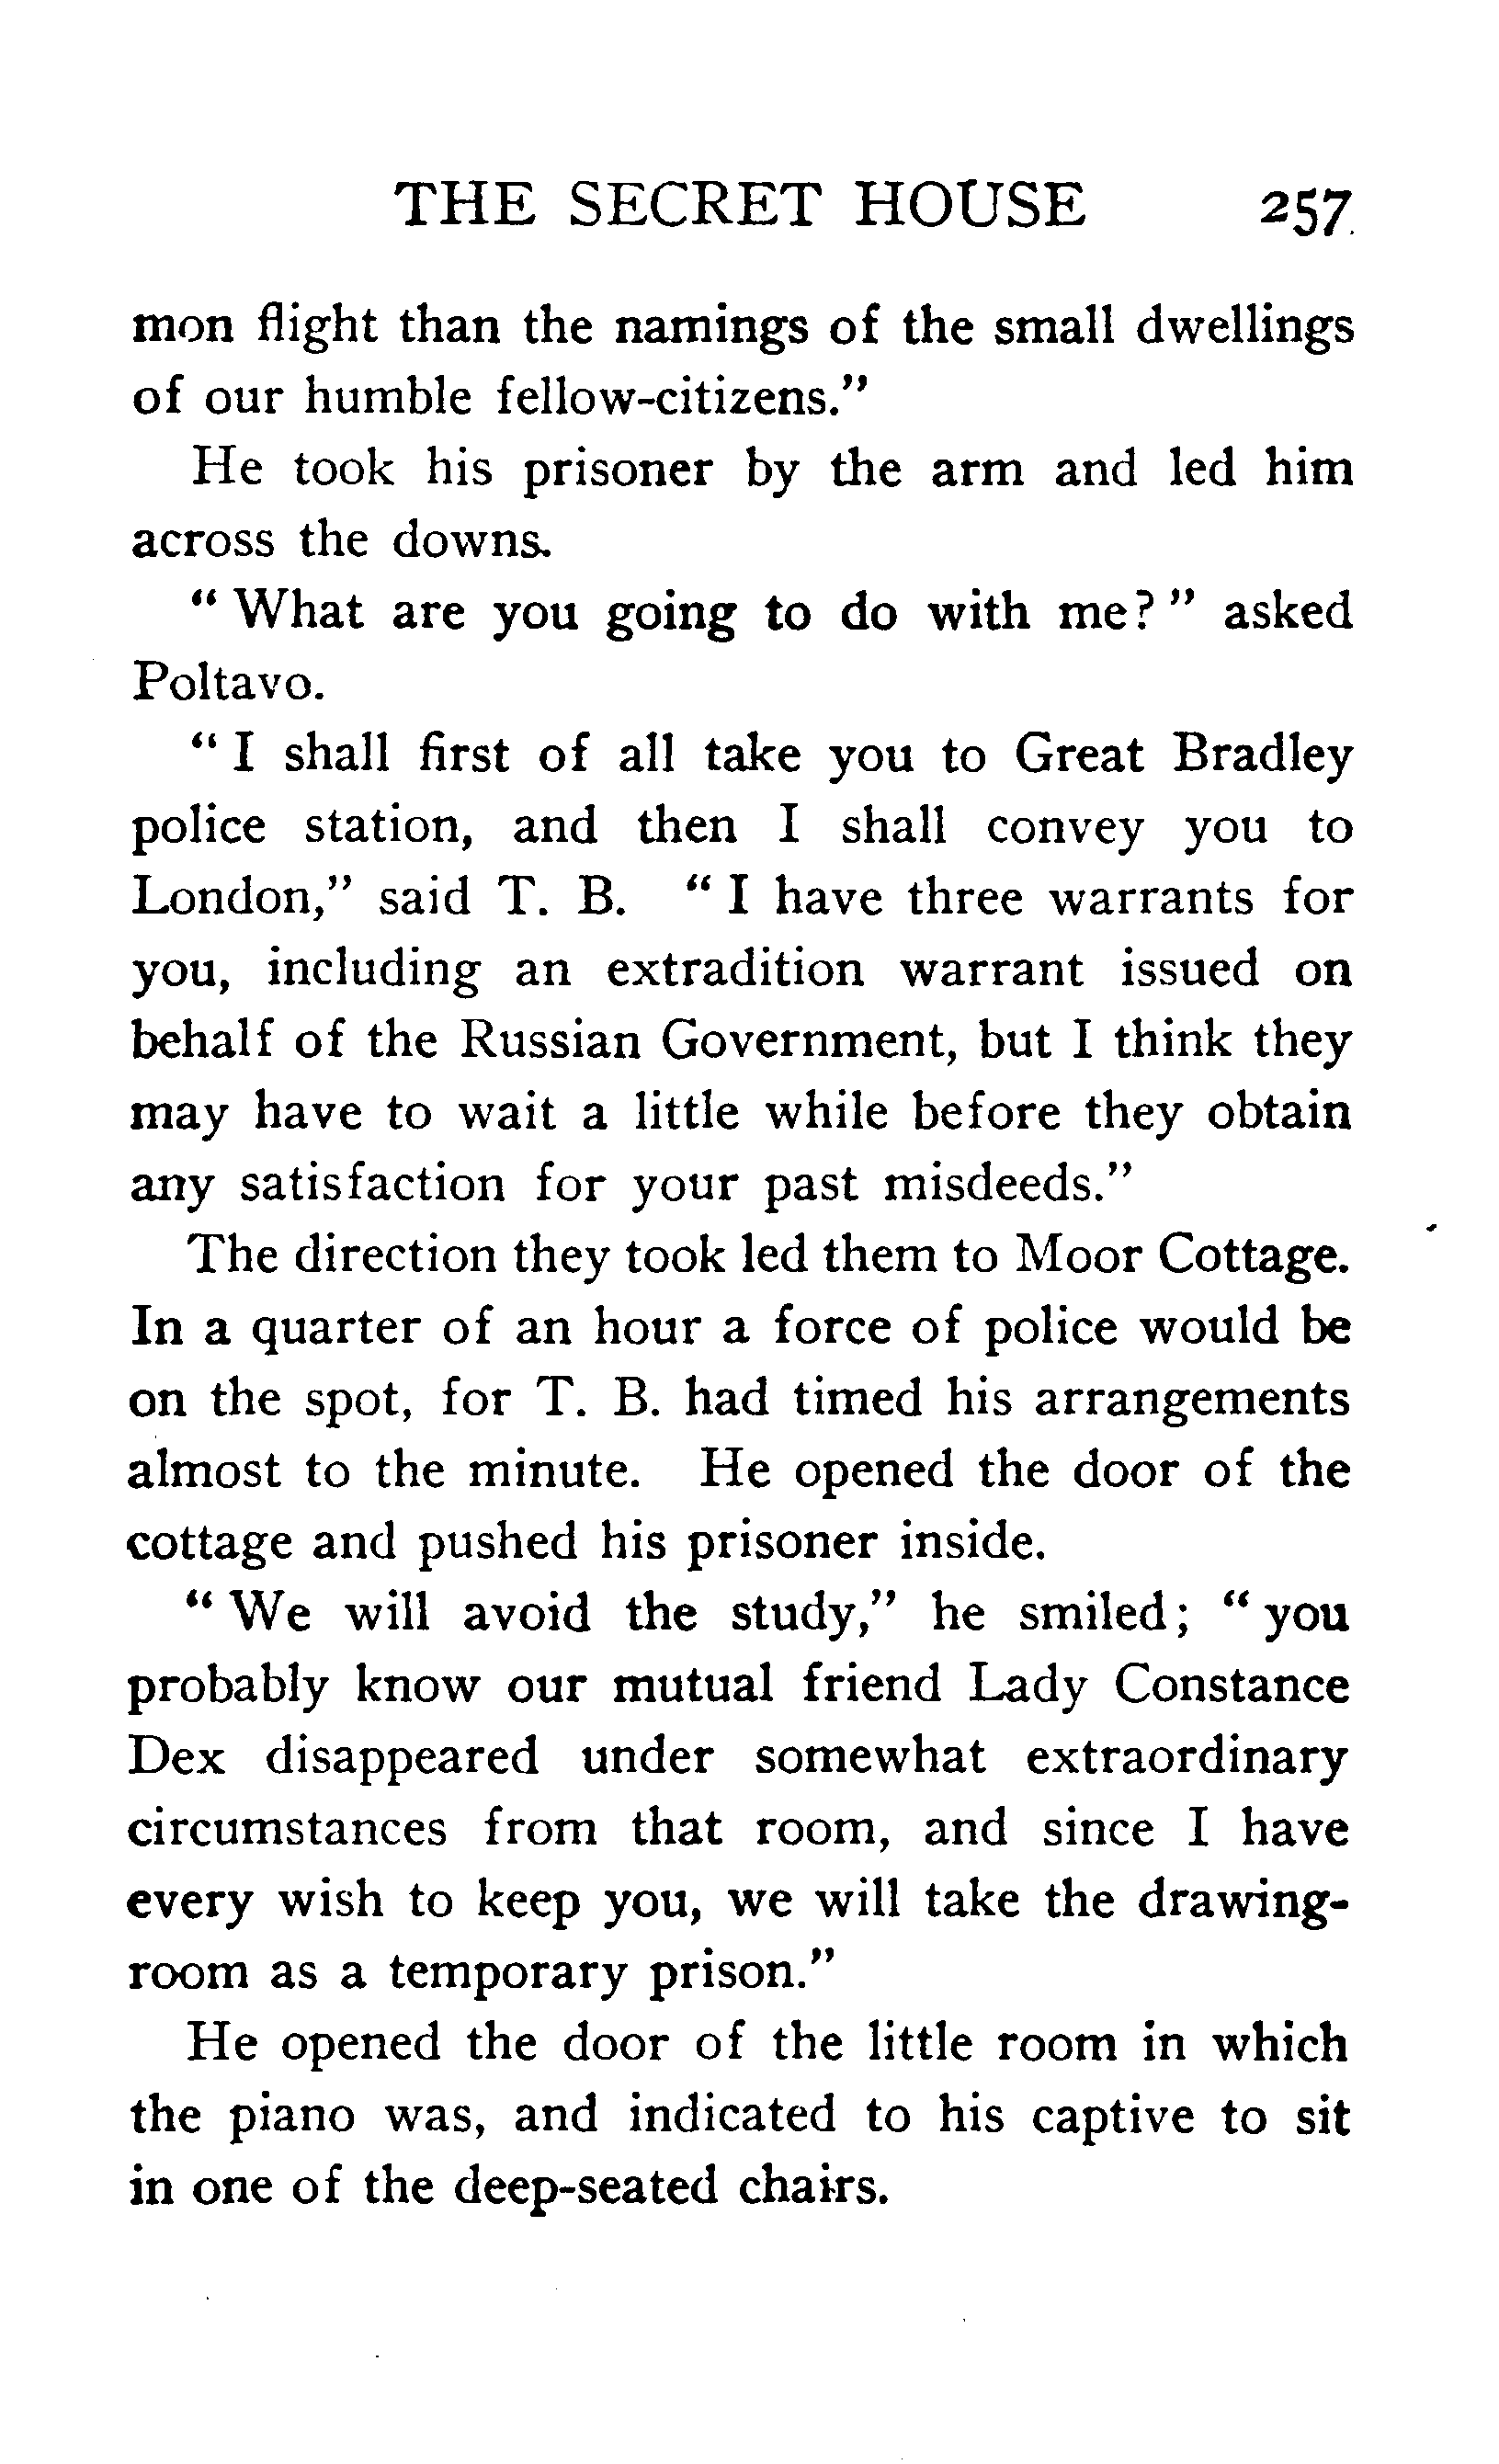 THE SECRET HOUSE 257
mon flight than the namings of the small dwellings
of our humble fellow-citizens."
He took his prisoner by the arm and led him
across the downs.
" What are you going to do with me? " asked
Poltavo.
" I shall first of all take you to Great Bradley
police station, and then I shall convey you to
London," said T. B. " I have three warrants for
you, including an extradition warrant issued on
behalf of the Russian Government, but I think they
may have to wait a little while before they obtain
any satisfaction for your past misdeeds."
The direction they took led them to Moor Cottage.
In a quarter of an hour a force of police would be
on the spot, for T. B. had timed his arrangements
almost to the minute. He opened the door of the
cottage and pushed his prisoner inside.
" We will avoid the study," he smiled; " you
probably know our mutual friend Lady Constance
Dex disappeared under somewhat extraordinary
circumstances from that room, and since I have
every wish to keep you, we will take the drawing-
room as a temporary prison."
He opened the door of the little room in which
the piano was, and indicated to his captive to sit
in one of the deep-seated chairs.